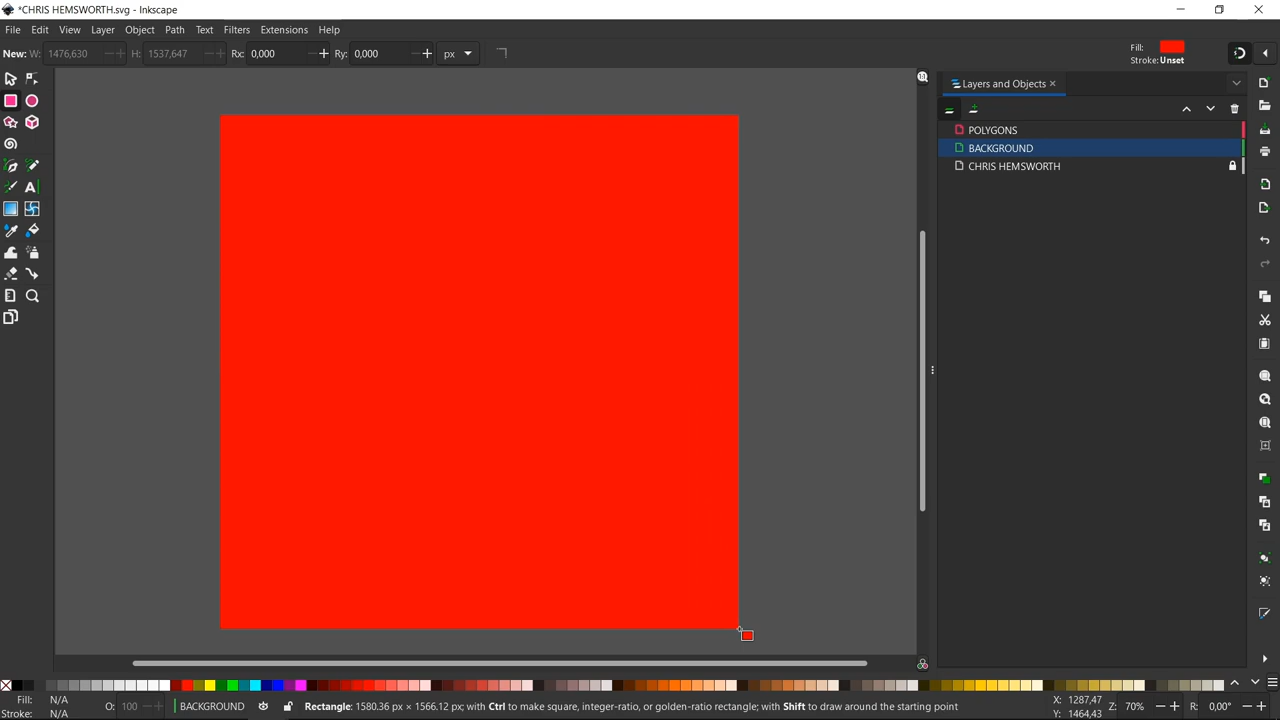 *CHRIS HEMSWORTH.svg - Inkscape
File Edit View Layer Object Path Text Filters Extensions Help
New: W: 1476,630 H: 1537,647 Rx: 0,000 Ry: 0,000 px
Fill:
Stroke: Unset
Layers and Objects
POLYGONS
BACKGROUND
CHRIS HEMSWORTH
Fill: N/A
Stroke: N/A
O: 100
BACKGROUND
Rectangle: 1580.36 px × 1566.12 px; with Ctrl to make square, integer-ratio, or golden-ratio rectangle; with Shift to draw around the starting point
X: 1287,47
Y: 1464,43
Z: 70%
R: 0,00°